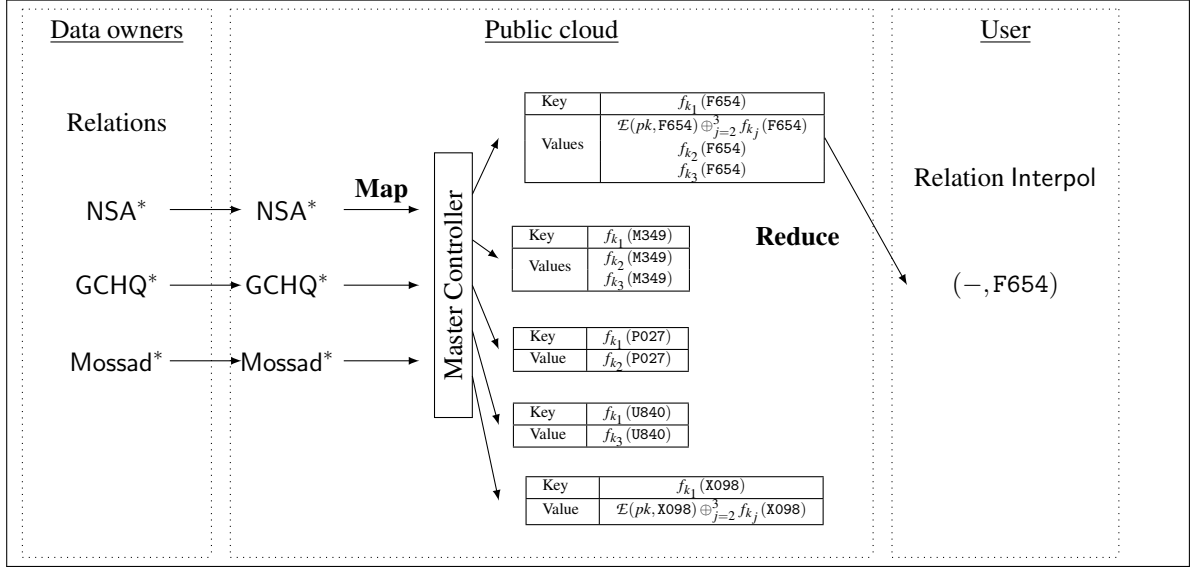 Data owners
Public cloud
User
Relations
NSA*
GCHQ*
Mossad*
NSA*
GCHQ*
Mossad*
Map
Master Controller
Key f_{k_1}(F654)
Values ℰ(pk, F654) ⊕_{j=2}^{3} f_{k_j}(F654)
f_{k_2}(F654)
f_{k_3}(F654)
Key f_{k_1}(M349)
Values f_{k_2}(M349)
f_{k_3}(M349)
Key f_{k_1}(P027)
Value f_{k_2}(P027)
Key f_{k_1}(U840)
Value f_{k_3}(U840)
Key f_{k_1}(X098)
Value ℰ(pk, X098) ⊕_{j=2}^{3} f_{k_j}(X098)
Reduce
Relation Interpol
(−, F654)